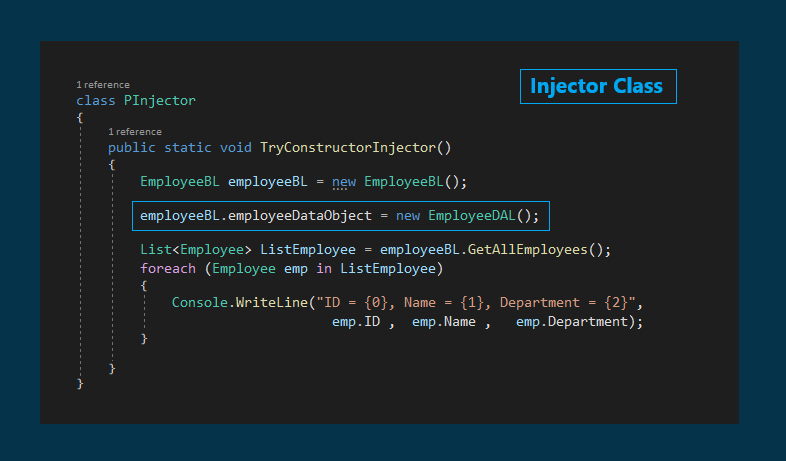 Injector Class
1 reference
class PInjector
{
1 reference
public static void TryConstructorInjector()
{
EmployeeBL employeeBL = new EmployeeBL();
employeeBL.employeeDataObject = new EmployeeDAL();
List<Employee> ListEmployee = employeeBL.GetAllEmployees();
foreach (Employee emp in ListEmployee)
{
Console.WriteLine("ID = {0}, Name = {1}, Department = {2}",
emp.ID ,  emp.Name ,   emp.Department);
}
}
}